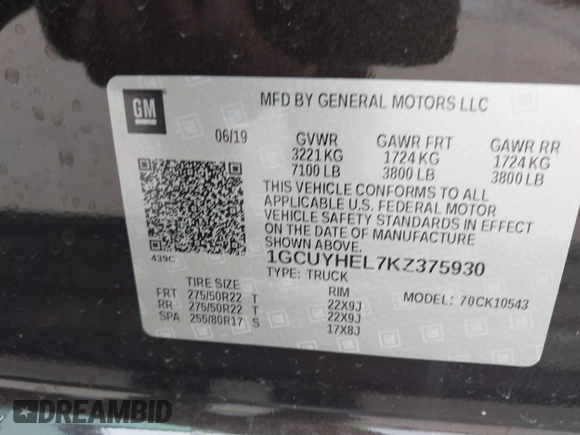 GM
MFD BY GENERAL MOTORS LLC
06/19 GVWR GAWR FRT GAWR RR
3221 KG 1724 KG 1724 KG
7100 LB 3800 LB 3800 LB
THIS VEHICLE CONFORMS TO ALL
APPLICABLE U.S. FEDERAL MOTOR
VEHICLE SAFETY STANDARDS IN EFFECT
ON THE DATE OF MANUFACTURE
SHOWN ABOVE.
439C
1GCUYHEL7KZ375930
TYPE: TRUCK
TIRE SIZE RIM MODEL: 70CK10543
FRT 275/50R22 T 22X9J
RR 275/50R22 T 22X9J
SPA 255/80R17 S 17X8J
DREAMBID